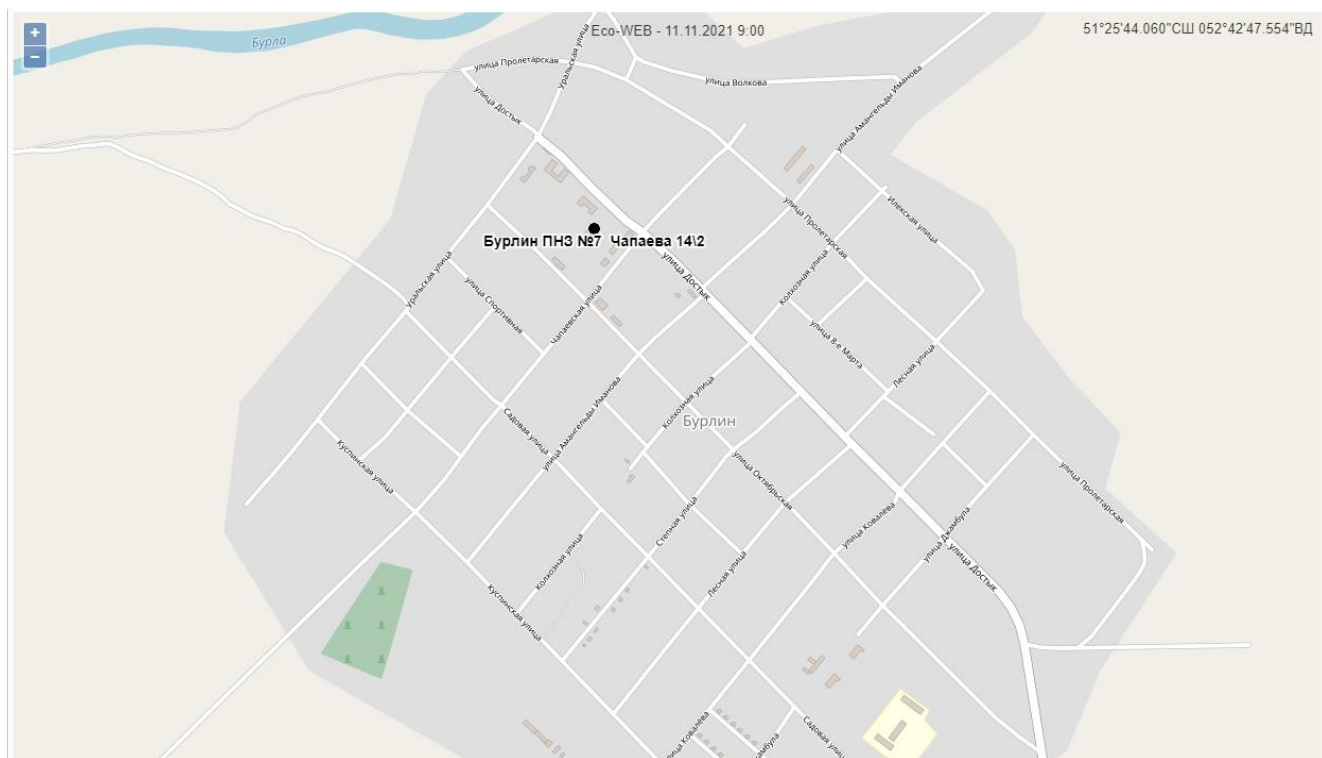 +
−
Бурла
Eco-WEB - 11.11.2021 9:00
51°25'44.060"СШ 052°42'47.554"ВД
улица Пролетарская
Уральская улица
улица Волкова
улица Достык
улица Амангельды Иманова
Илекская улица
улица Пролетарская
Бурлин ПНЗ №7 Чапаева 14\2
Уральская улица
улица Достык
Колхозная улица
улица Спортивная
Чапаевская улица
улица 8-е Марта
Лесная улица
Колхозная улица
улица Амангельды Иманова
Бурлин
Садовая улица
Куспинская улица
улица Октябрьская
улица Пролетарская
Степная улица
улица Ковалёва
улица Джамбула
улица Достык
Колхозная улица
Лесная улица
Куспинская улица
улица Ковалёва
Садовая улица